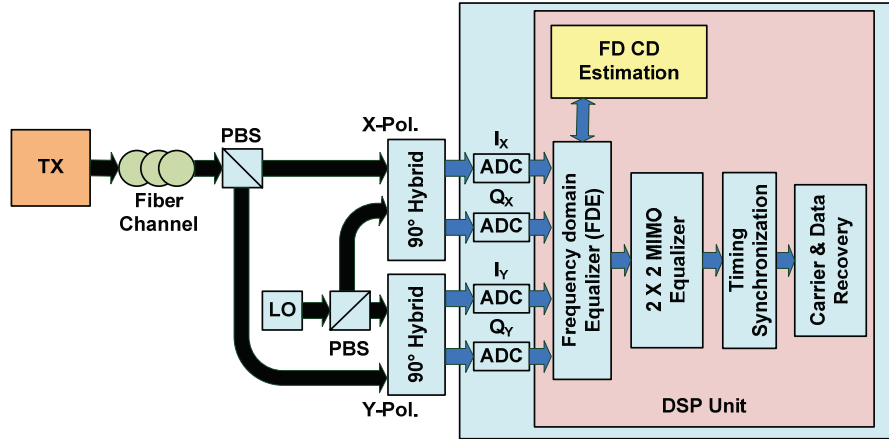 FD CD
Estimation
X-Pol.
PBS
TX
Fiber
Channel
90° Hybrid
I_X
ADC
Q_X
ADC
LO
PBS
90° Hybrid
I_Y
ADC
Q_Y
ADC
Y-Pol.
Frequency domain
Equalizer (FDE)
2 X 2 MIMO
Equalizer
Timing
Synchronization
Carrier & Data
Recovery
DSP Unit